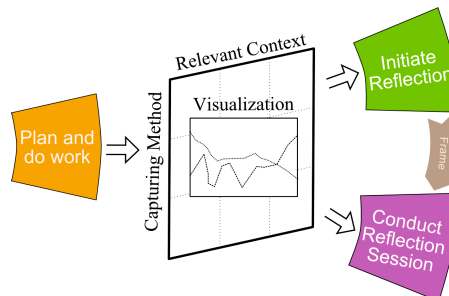 Relevant Context
Capturing Method
Visualization
Plan and
do work
Initiate
Reflection
Frame
Conduct
Reflection
Session